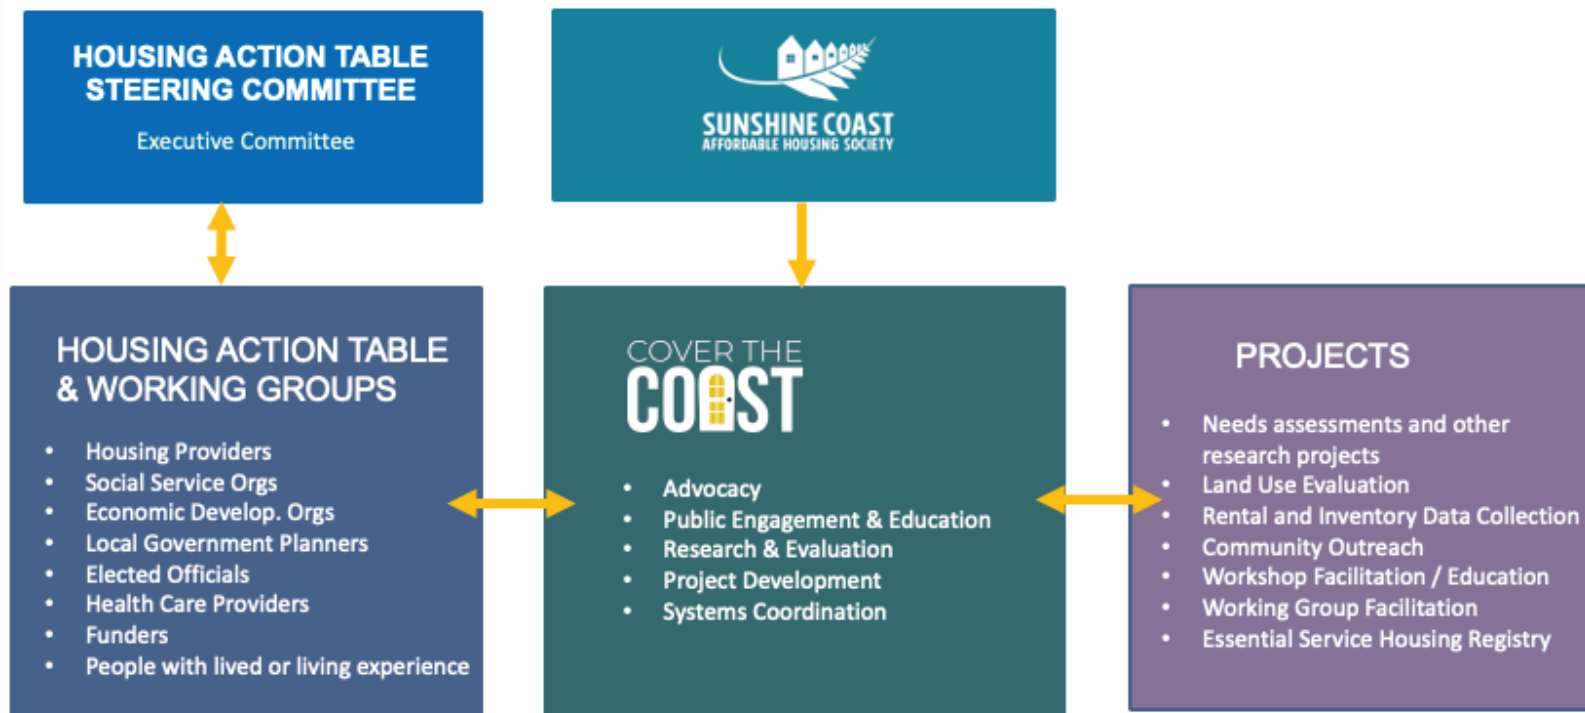 HOUSING ACTION TABLE
STEERING COMMITTEE
Executive Committee
SUNSHINE COAST
AFFORDABLE HOUSING SOCIETY
HOUSING ACTION TABLE
& WORKING GROUPS
• Housing Providers
• Social Service Orgs
• Economic Develop. Orgs
• Local Government Planners
• Elected Officials
• Health Care Providers
• Funders
• People with lived or living experience
COVER THE
COAST
• Advocacy
• Public Engagement & Education
• Research & Evaluation
• Project Development
• Systems Coordination
PROJECTS
• Needs assessments and other
research projects
• Land Use Evaluation
• Rental and Inventory Data Collection
• Community Outreach
• Workshop Facilitation / Education
• Working Group Facilitation
• Essential Service Housing Registry